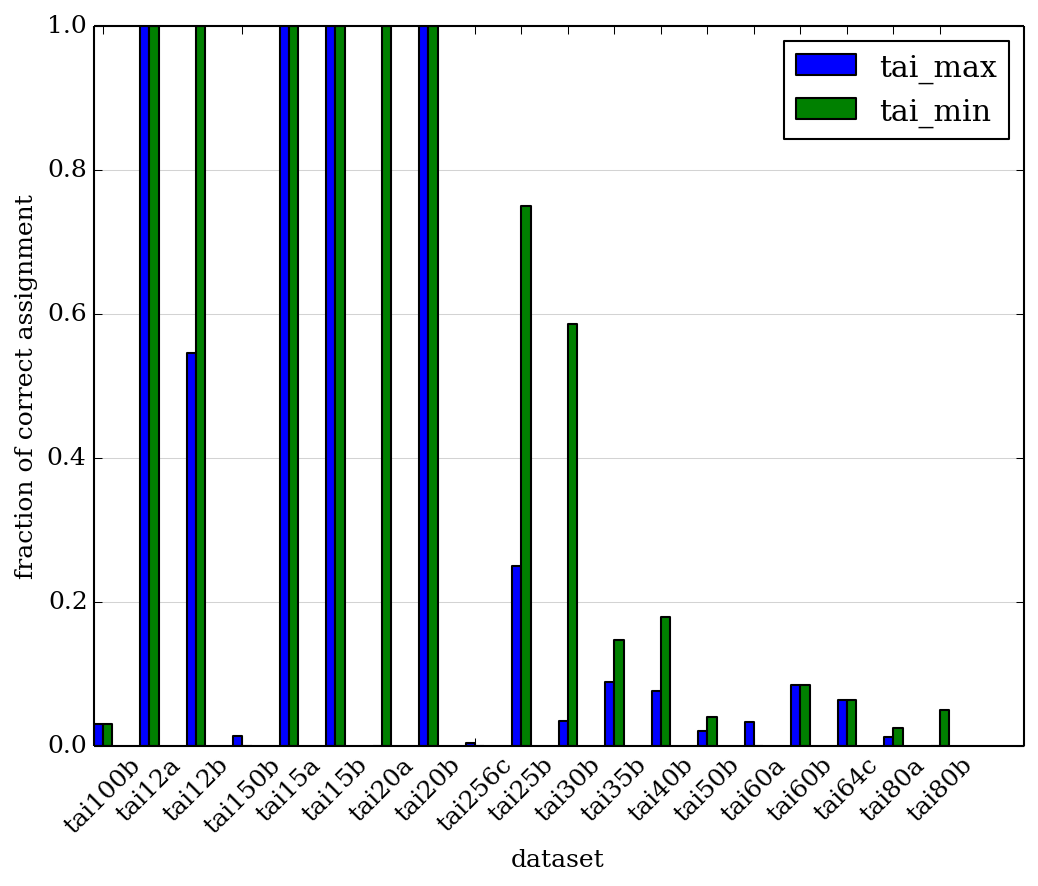 1.0
0.8
0.6
0.4
0.2
0.0
fraction of correct assignment
tai_max
tai_min
tai100b
tai12a
tai12b
tai150b
tai15a
tai15b
tai20a
tai20b
tai256c
tai25b
tai30b
tai35b
tai40b
tai50b
tai60a
tai60b
tai64c
tai80a
tai80b
dataset